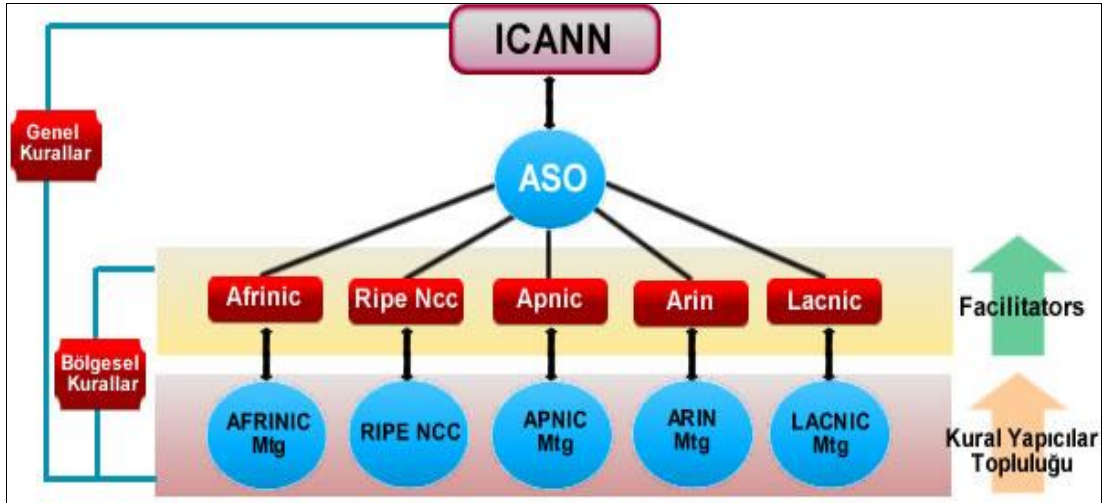 ICANN
Genel
Kurallar
ASO
Afrinic
Ripe Ncc
Apnic
Arin
Lacnic
Facilitators
Bölgesel
Kurallar
AFRINIC
Mtg
RIPE NCC
APNIC
Mtg
ARIN
Mtg
LACNIC
Mtg
Kural Yapıcılar
Topluluğu